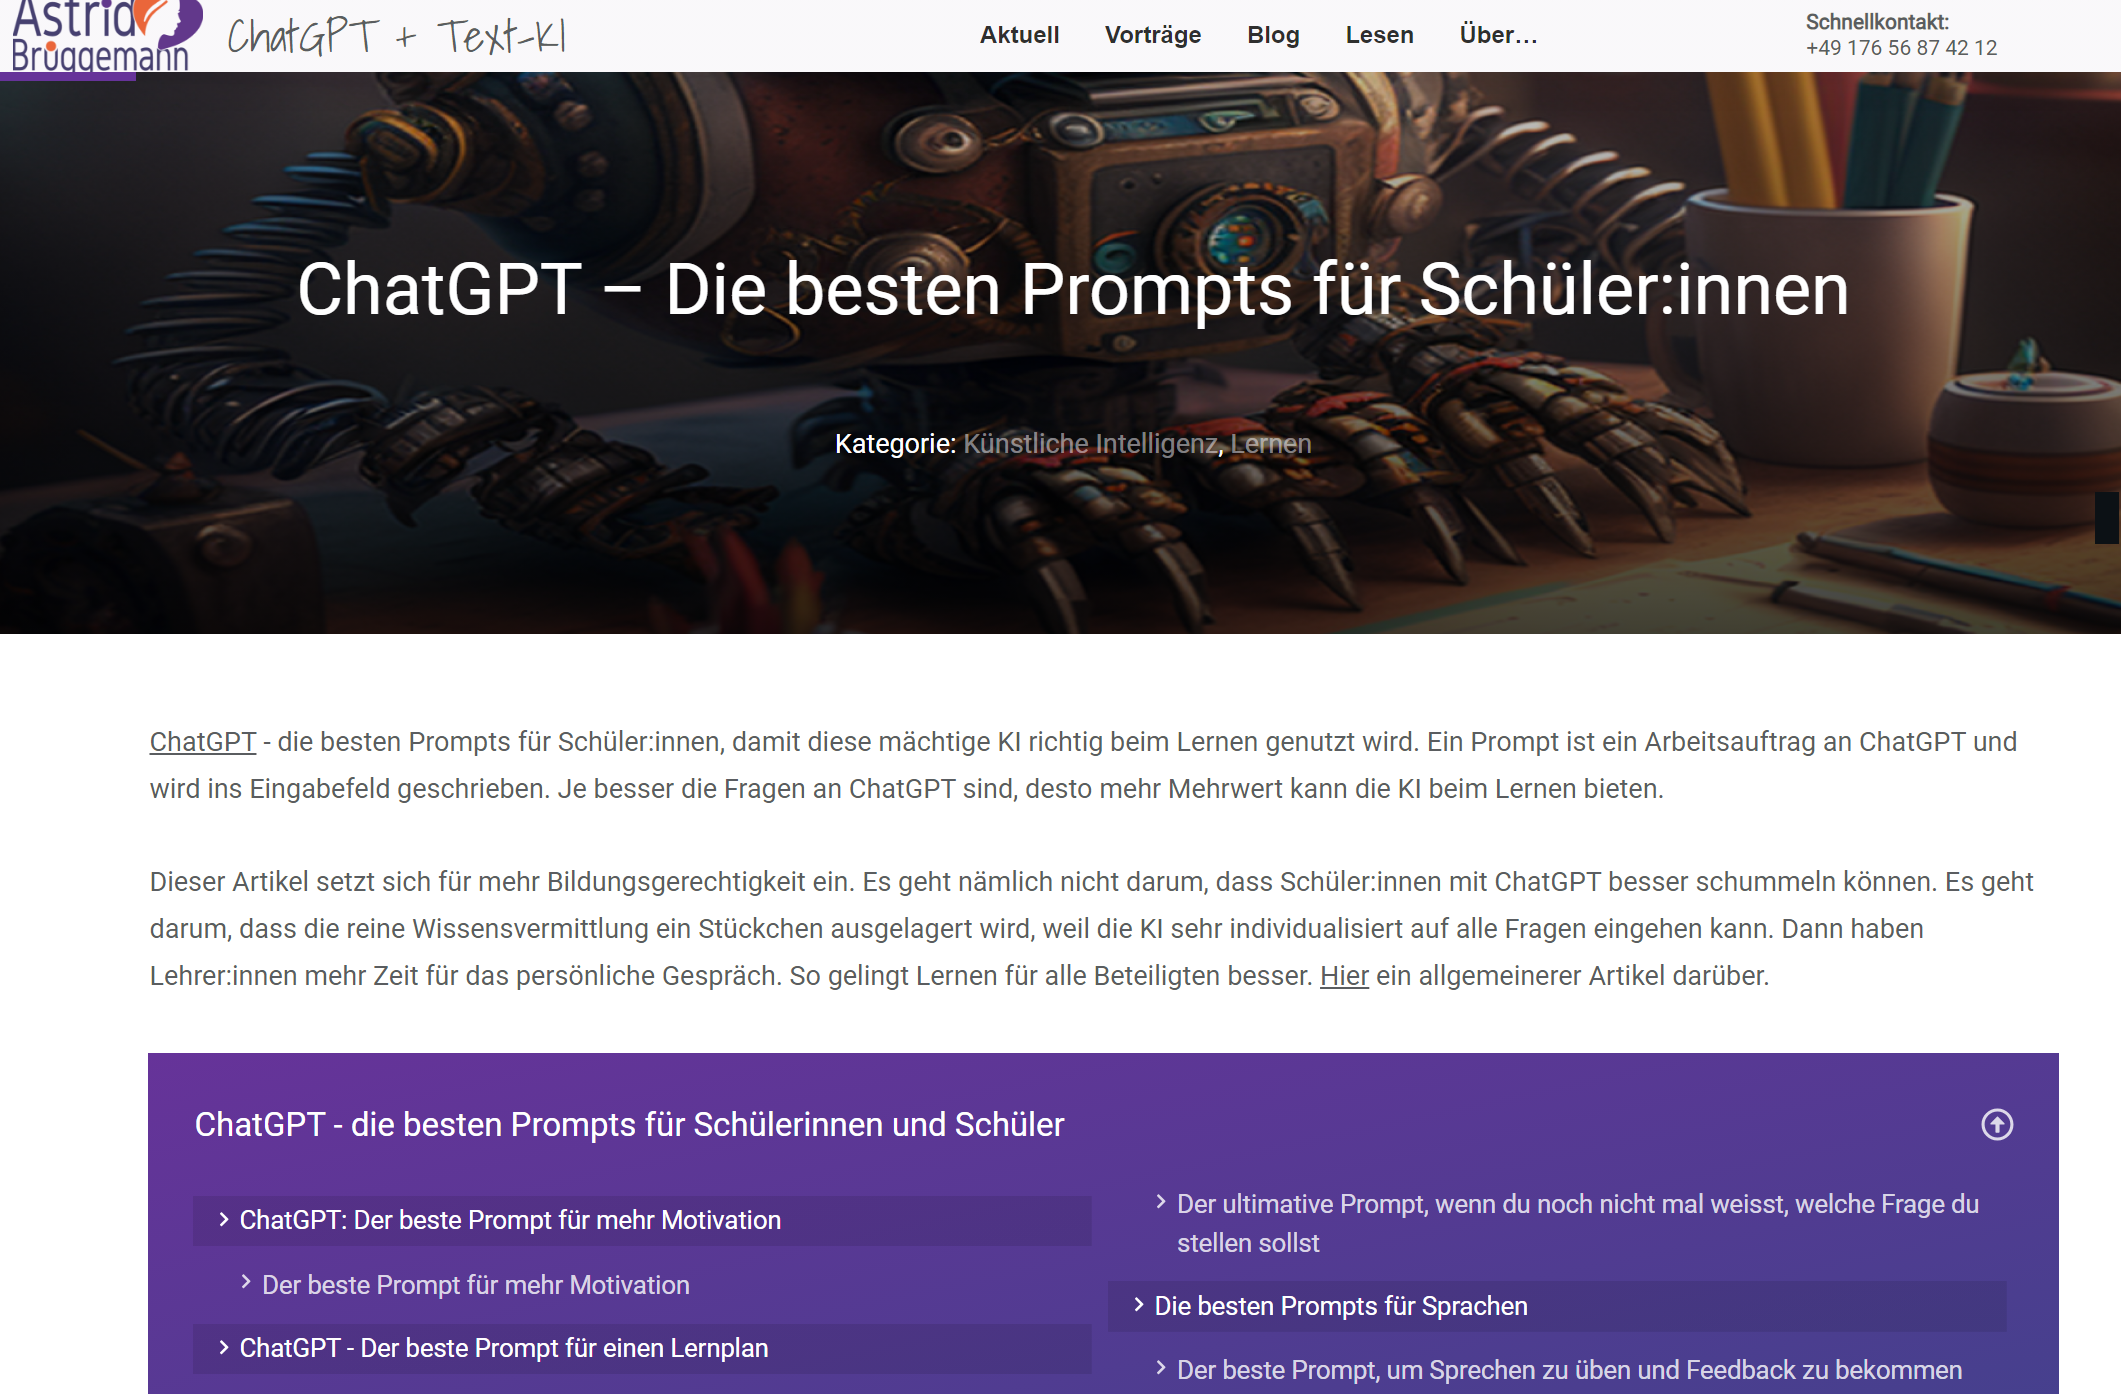 Astrid
Brüggemann
ChatGPT + Text-KI
Aktuell
Vorträge
Blog
Lesen
Über...
Schnellkontakt:
+49 176 56 87 42 12
ChatGPT – Die besten Prompts für Schüler:innen
Kategorie: Künstliche Intelligenz, Lernen
ChatGPT - die besten Prompts für Schüler:innen, damit diese mächtige KI richtig beim Lernen genutzt wird. Ein Prompt ist ein Arbeitsauftrag an ChatGPT und
wird ins Eingabefeld geschrieben. Je besser die Fragen an ChatGPT sind, desto mehr Mehrwert kann die KI beim Lernen bieten.
Dieser Artikel setzt sich für mehr Bildungsgerechtigkeit ein. Es geht nämlich nicht darum, dass Schüler:innen mit ChatGPT besser schummeln können. Es geht
darum, dass die reine Wissensvermittlung ein Stückchen ausgelagert wird, weil die KI sehr individualisiert auf alle Fragen eingehen kann. Dann haben
Lehrer:innen mehr Zeit für das persönliche Gespräch. So gelingt Lernen für alle Beteiligten besser. Hier ein allgemeinerer Artikel darüber.
ChatGPT - die besten Prompts für Schülerinnen und Schüler
ChatGPT: Der beste Prompt für mehr Motivation
Der beste Prompt für mehr Motivation
ChatGPT - Der beste Prompt für einen Lernplan
Der ultimative Prompt, wenn du noch nicht mal weisst, welche Frage du
stellen sollst
Die besten Prompts für Sprachen
Der beste Prompt, um Sprechen zu üben und Feedback zu bekommen